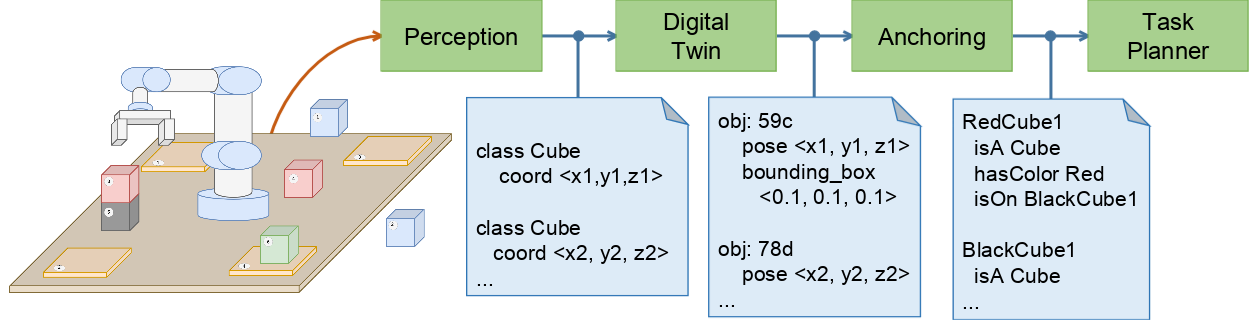 Perception
Digital
Twin
Anchoring
Task
Planner
class Cube
coord <x1,y1,z1>
class Cube
coord <x2, y2, z2>
...
obj: 59c
pose <x1, y1, z1>
bounding_box
<0.1, 0.1, 0.1>
obj: 78d
pose <x2, y2, z2>
...
RedCube1
isA Cube
hasColor Red
isOn BlackCube1
BlackCube1
isA Cube
...